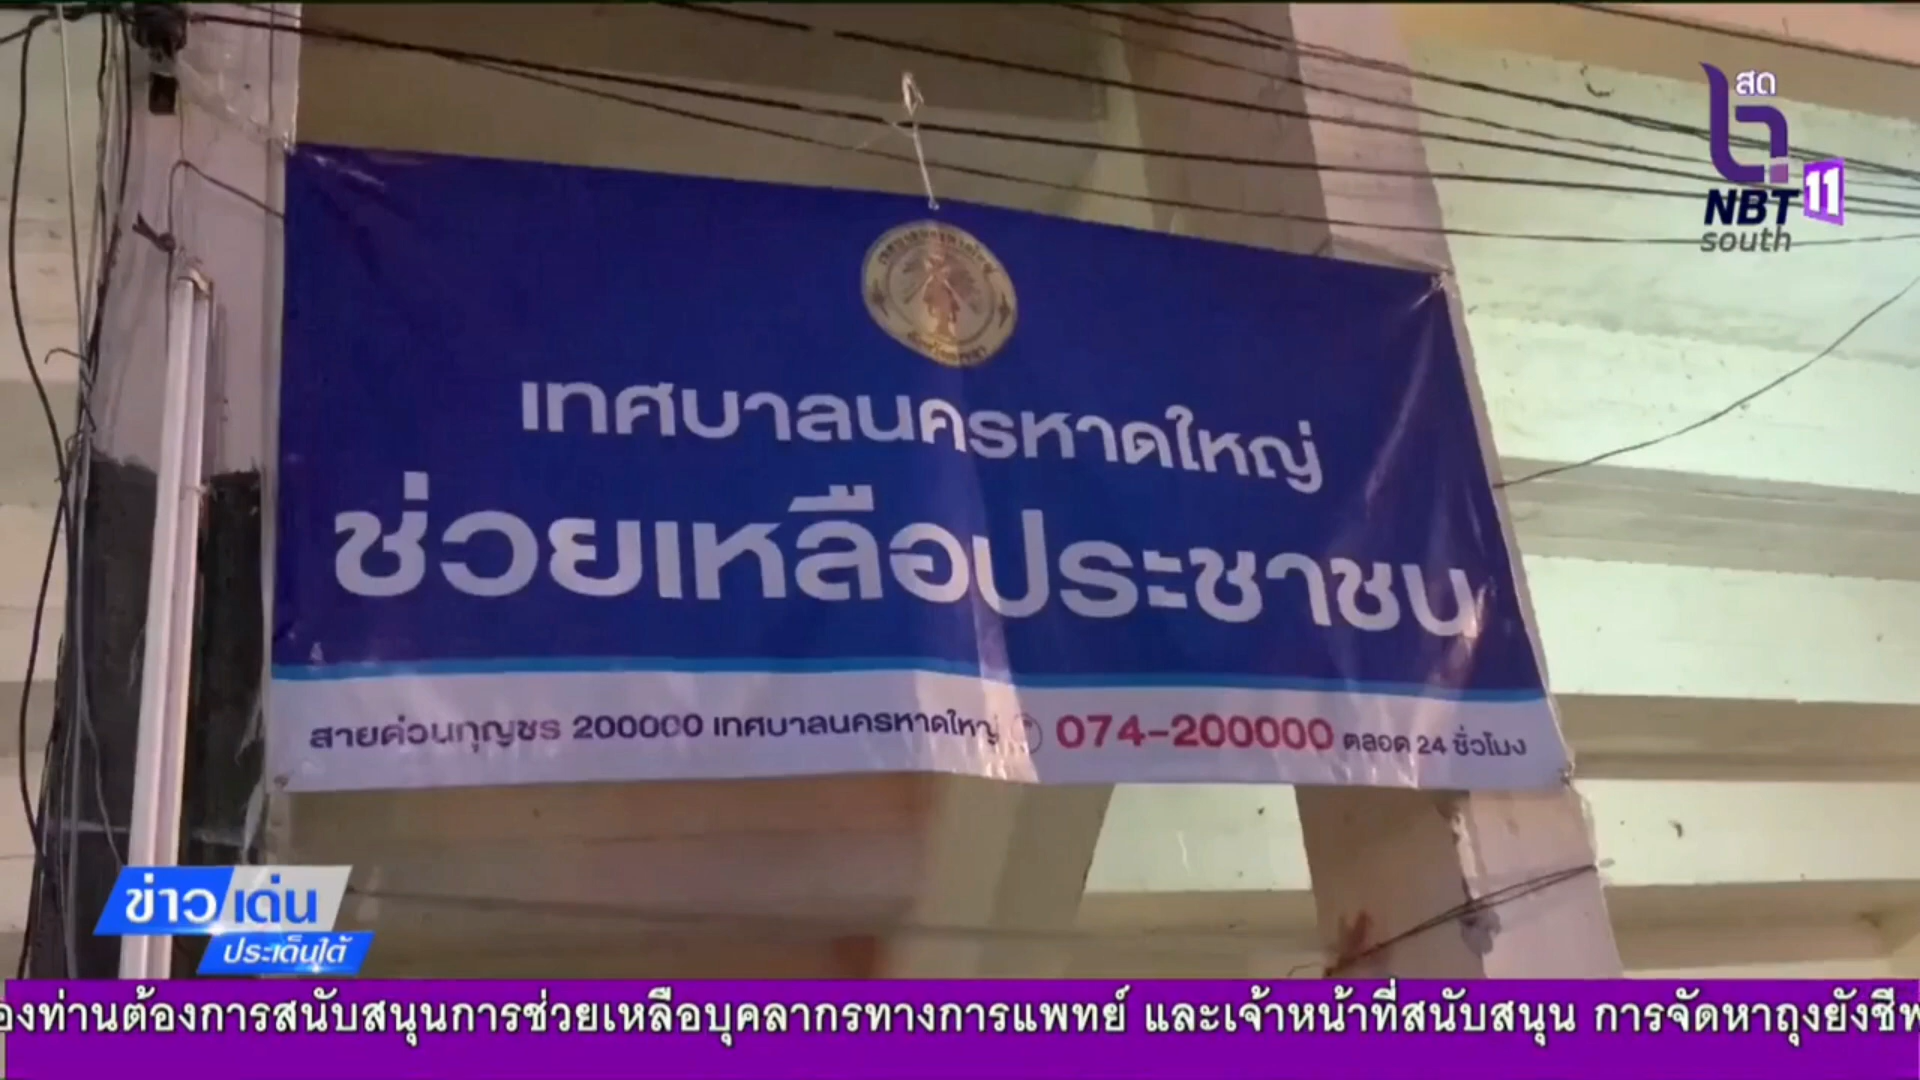 สด
NBT 11
south
เทศบาลนครหาดใหญ่
ช่วยเหลือประชาชน
สายด่วนกุญชร 200000 เทศบาลนครหาดใหญ่ 074-200000 ตลอด 24 ชั่วโมง
ข่าวเด่น
ประเด็นใต้
องท่านต้องการสนับสนุนการช่วยเหลือบุคลากรทางการแพทย์ และเจ้าหน้าที่สนับสนุน การจัดหาถุงยังชีพ